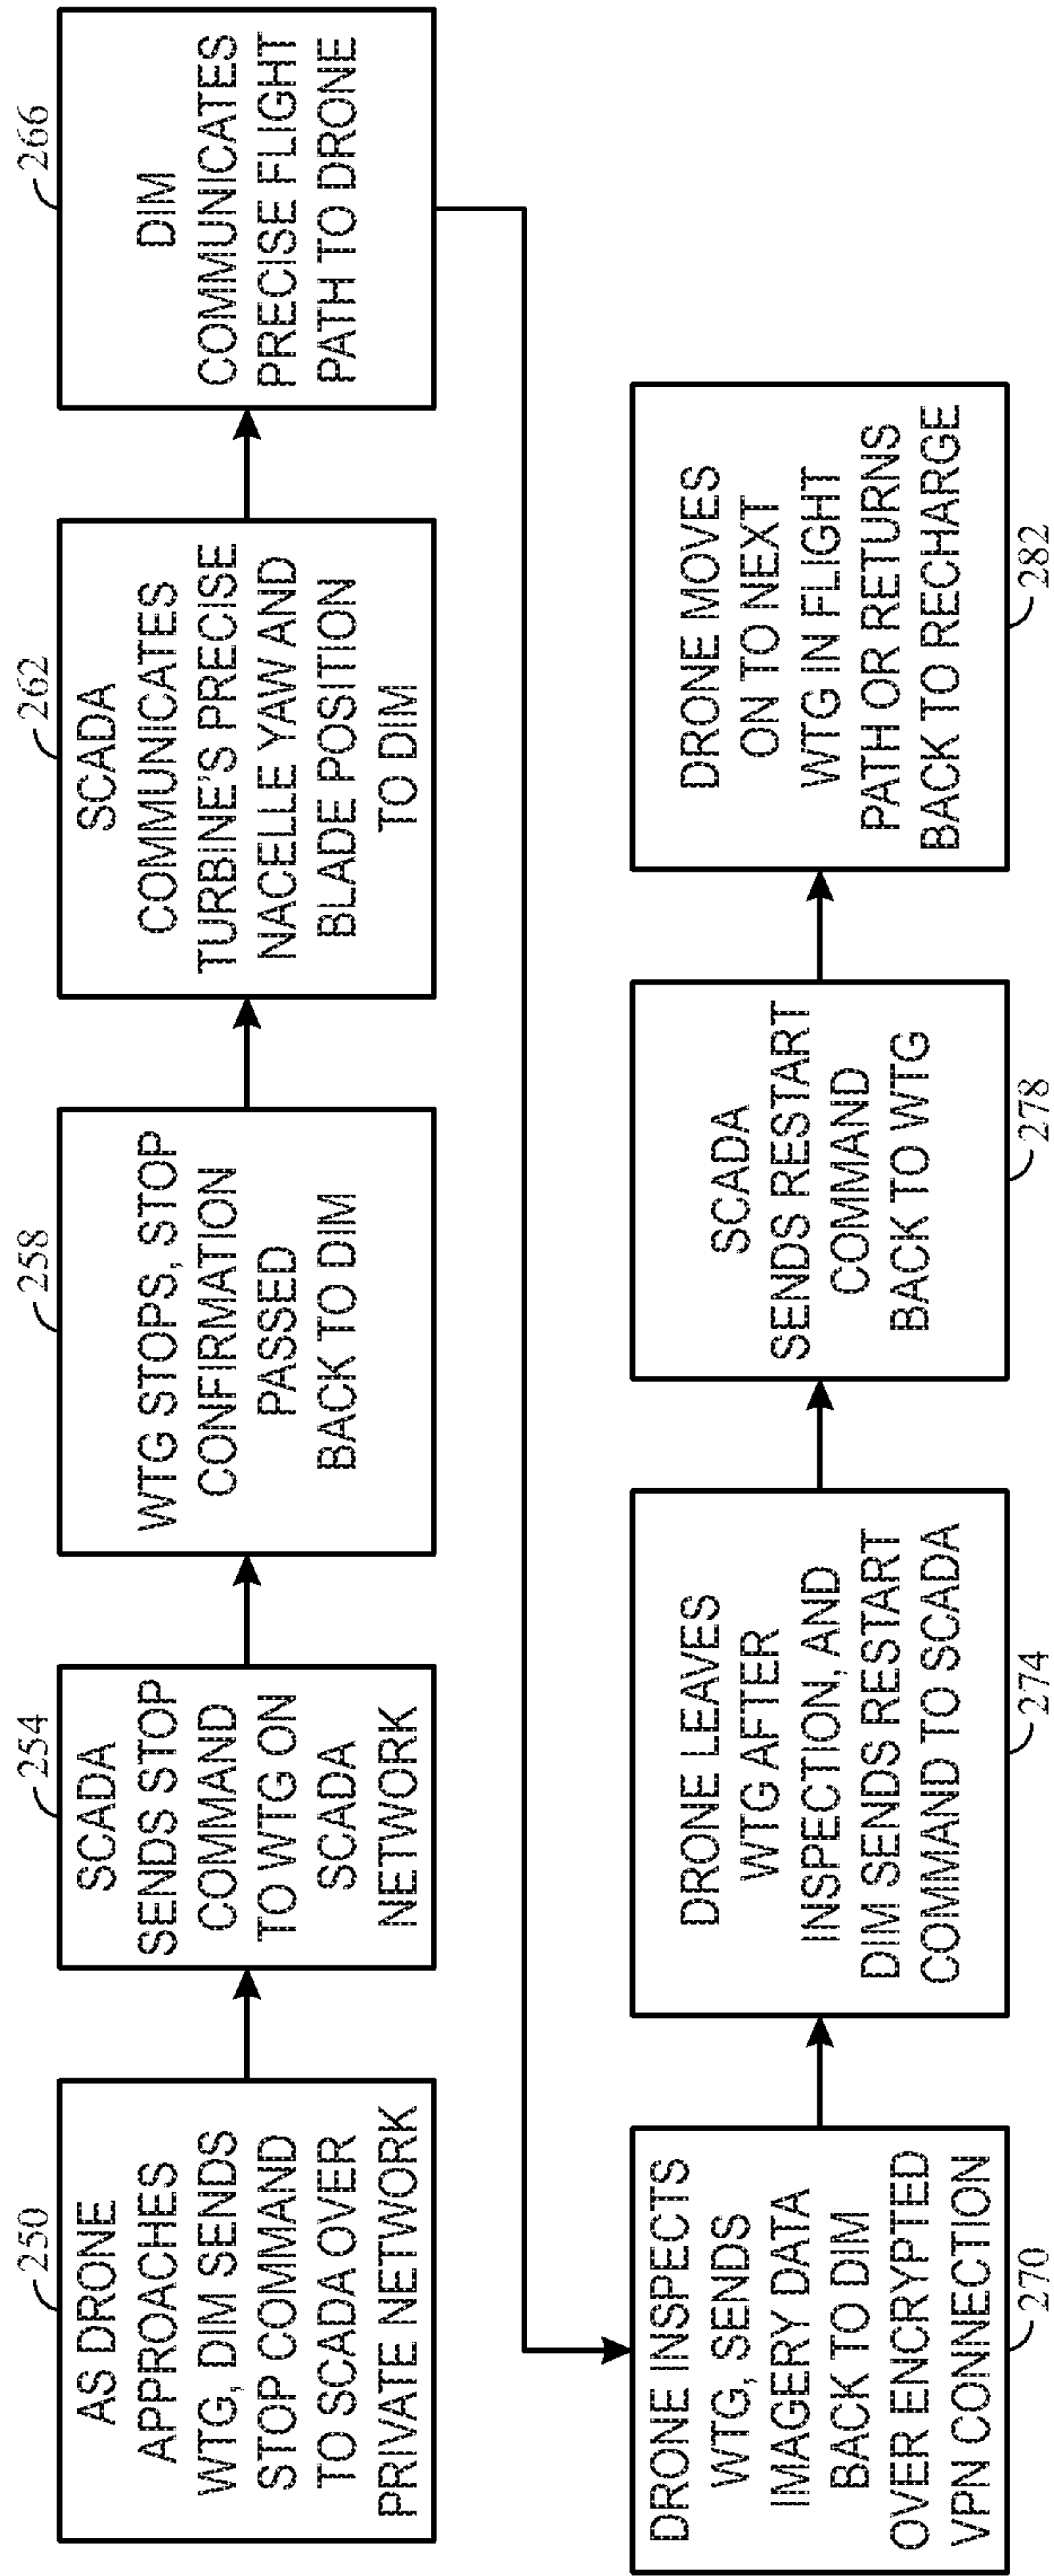 250
AS DRONE
APPROACHES
WTG, DIM SENDS
STOP COMMAND
TO SCADA OVER
PRIVATE NETWORK
254
SCADA
SENDS STOP
COMMAND
TO WTG ON
SCADA
NETWORK
258
WTG STOPS, STOP
CONFIRMATION
PASSED
BACK TO DIM
262
SCADA
COMMUNICATES
TURBINE'S PRECISE
NACELLE YAW AND
BLADE POSITION
TO DIM
266
DIM
COMMUNICATES
PRECISE FLIGHT
PATH TO DRONE
DRONE INSPECTS
WTG, SENDS
IMAGERY DATA
BACK TO DIM
OVER ENCRYPTED
VPN CONNECTION
270
DRONE LEAVES
WTG AFTER
INSPECTION, AND
DIM SENDS RESTART
COMMAND TO SCADA
274
SCADA
SENDS RESTART
COMMAND
BACK TO WTG
278
DRONE MOVES
ON TO NEXT
WTG IN FLIGHT
PATH OR RETURNS
BACK TO RECHARGE
282